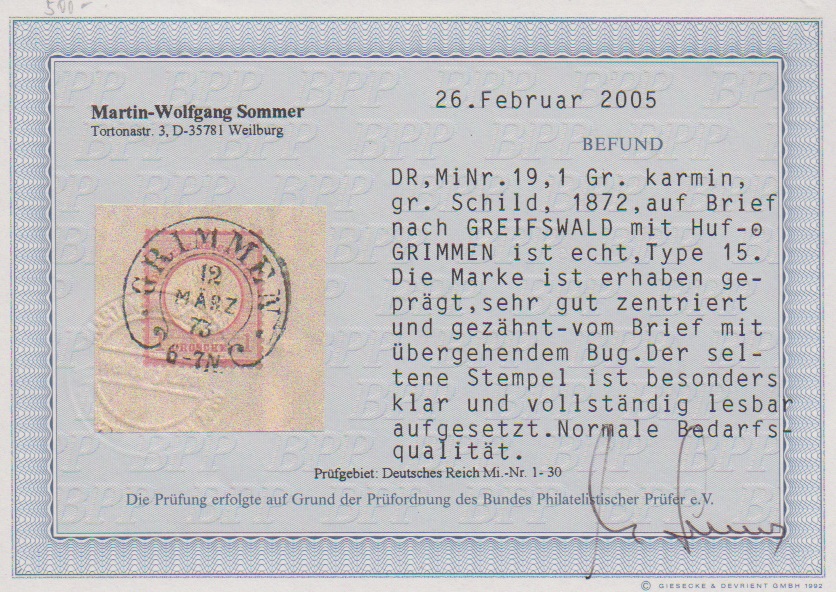 500.-
Martin-Wolfgang Sommer
Tortonastr. 3, D-35781 Weilburg
26.Februar 2005
BEFUND
DR,MiNr.19,1 Gr. karmin,
gr. Schild, 1872,auf Brief
nach GREIFSWALD mit Huf-⊙
GRIMMEN ist echt,Type 15.
Die Marke ist erhaben ge-
prägt,sehr gut zentriert
und gezähnt-vom Brief mit
übergehendem Bug.Der sel-
tene Stempel ist besonders
klar und vollständig lesbar
aufgesetzt.Normale Bedarfs-
qualität.
GRIMMEN
12
MÄRZ
73
6-7N.
GROSCHEN
1
Prüfgebiet: Deutsches Reich Mi.-Nr. 1- 30
Die Prüfung erfolgte auf Grund der Prüfordnung des Bundes Philatelistischer Prüfer e.V.
© GIESECKE & DEVRIENT GMBH 1992